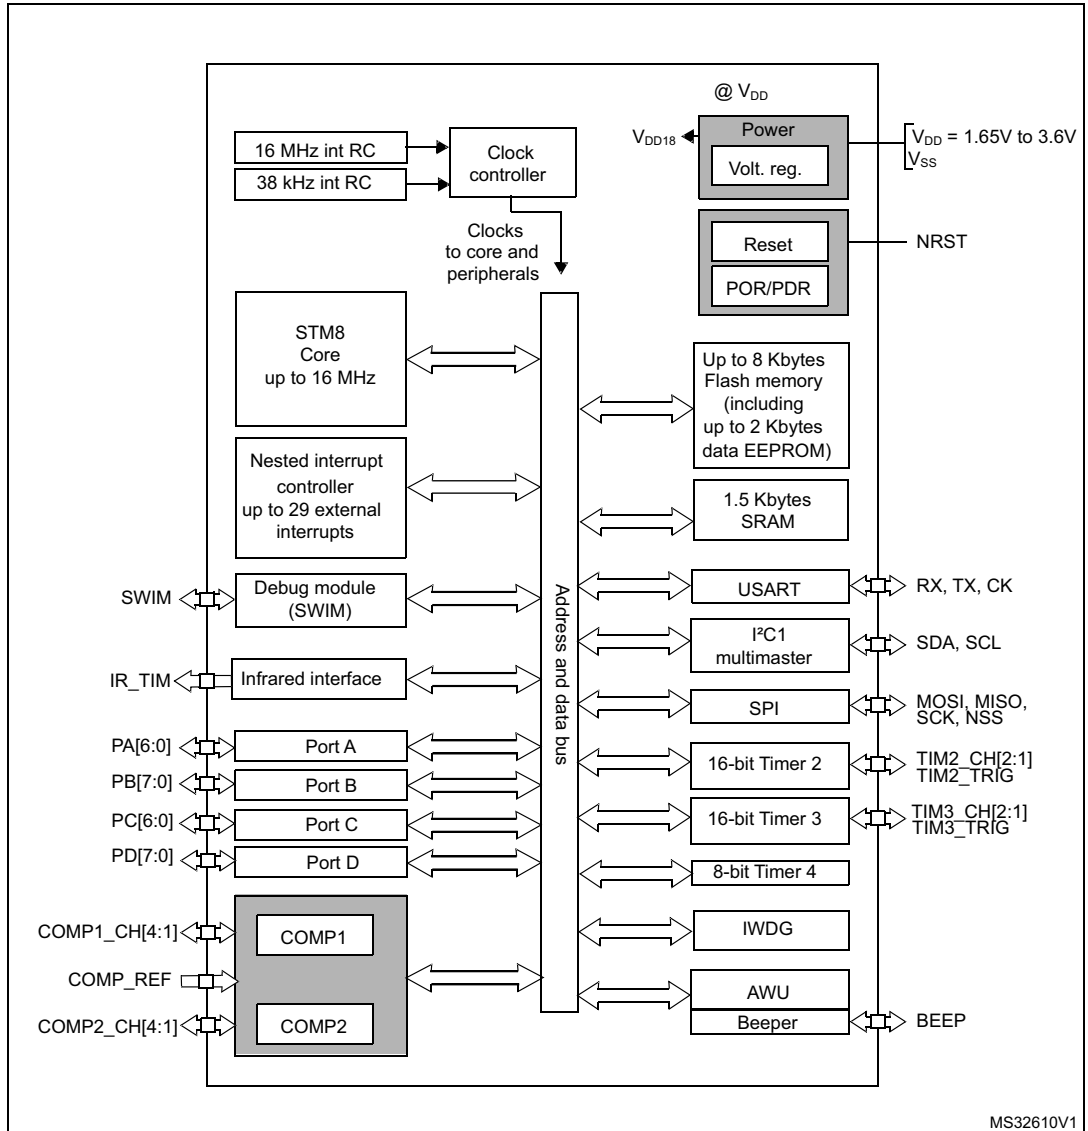 @ VDD
16 MHz int RC
38 kHz int RC
Clock
controller
Clocks
to core and
peripherals
VDD18
Power
Volt. reg.
VDD = 1.65V to 3.6V
VSS
Reset
POR/PDR
NRST
STM8
Core
up to 16 MHz
Nested interrupt
controller
up to 29 external
interrupts
SWIM
Debug module
(SWIM)
IR_TIM
Infrared interface
PA[6:0]
Port A
PB[7:0]
Port B
PC[6:0]
Port C
PD[7:0]
Port D
COMP1_CH[4:1]
COMP1
COMP_REF
COMP2_CH[4:1]
COMP2
Address and data bus
Up to 8 Kbytes
Flash memory
(including
up to 2 Kbytes
data EEPROM)
1.5 Kbytes
SRAM
USART
RX, TX, CK
I²C1
multimaster
SDA, SCL
SPI
MOSI, MISO,
SCK, NSS
16-bit Timer 2
TIM2_CH[2:1]
TIM2_TRIG
16-bit Timer 3
TIM3_CH[2:1]
TIM3_TRIG
8-bit Timer 4
IWDG
AWU
Beeper
BEEP
MS32610V1